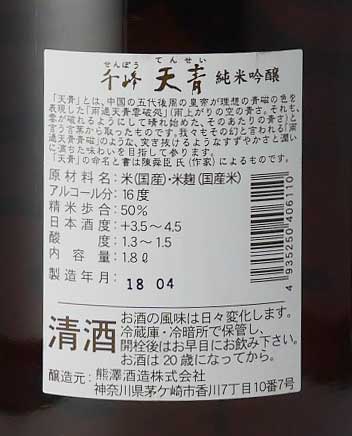 せんぽう てんせい
千峰 天青 純米吟醸
「天青」とは、中国の五代後周の皇帝が理想の青磁の色を
表現した「雨過天青雲破処」(雨上がりの空の青さ、それも、
雲が破れるようにして晴れ始めた、そのあたりの青さ)と
言う言葉から取ったものです。我々もその幻と言われる「雨
過天青青磁」のような、突き抜けるようなすずやかさと潤い
に満ちた味わいを目指して参ります。
「天青」の命名と書は陳舜臣氏(作家)によるものです。
原材料名：米(国産)・米麹(国産米)
アルコール分：16度
精米歩合：50%
日本酒度：+3.5～4.5
酸度：1.3～1.5
内容量：1.8ℓ
製造年月：18 04
4 935250 406110
清酒
お酒の風味は日々変化します。
冷蔵庫・冷暗所で保管し、
開栓後はお早目にお飲み下さい。
お酒は20歳になってから。
醸造元：熊澤酒造株式会社
神奈川県茅ケ崎市香川7丁目10番7号